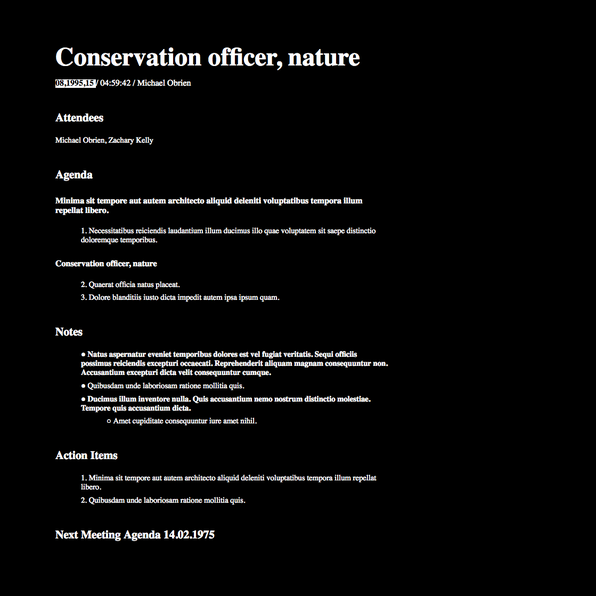 Conservation officer, nature
08,1995,15 / 04:59:42 / Michael Obrien
Attendees
Michael Obrien, Zachary Kelly
Agenda
Minima sit tempore aut autem architecto aliquid deleniti voluptatibus tempora illum
repellat libero.
1. Necessitatibus reiciendis laudantium illum ducimus illo quae voluptatem sit saepe distinctio
doloremque temporibus.
Conservation officer, nature
2. Quaerat officia natus placeat.
3. Dolore blanditiis iusto dicta impedit autem ipsa ipsum quam.
Notes
● Natus aspernatur eveniet temporibus dolores est vel fugiat veritatis. Sequi officiis
possimus reiciendis excepturi occaecati. Reprehenderit aliquam magnam consequuntur non.
Accusantium excepturi dicta velit consequuntur cumque.
● Quibusdam unde laboriosam ratione mollitia quis.
● Ducimus illum inventore nulla. Quis accusantium nemo nostrum distinctio molestiae.
Tempore quis accusantium dicta.
○ Amet cupiditate consequuntur iure amet nihil.
Action Items
1. Minima sit tempore aut autem architecto aliquid deleniti voluptatibus tempora illum repellat
libero.
2. Quibusdam unde laboriosam ratione mollitia quis.
Next Meeting Agenda 14.02.1975